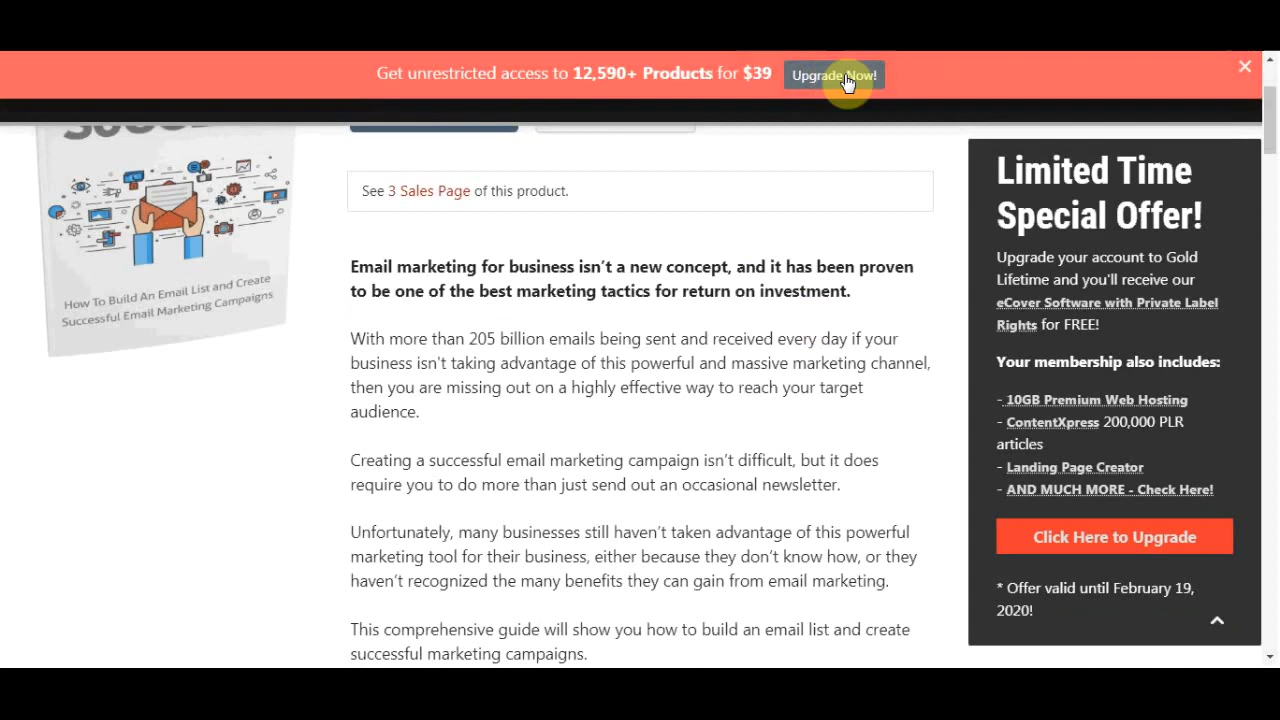 Get unrestricted access to 12,590+ Products for $39
Upgrade Now!
How To Build An Email List and Create
Successful Email Marketing Campaigns
See 3 Sales Page of this product.
Email marketing for business isn’t a new concept, and it has been proven
to be one of the best marketing tactics for return on investment.
With more than 205 billion emails being sent and received every day if your
business isn't taking advantage of this powerful and massive marketing channel,
then you are missing out on a highly effective way to reach your target
audience.
Creating a successful email marketing campaign isn’t difficult, but it does
require you to do more than just send out an occasional newsletter.
Unfortunately, many businesses still haven’t taken advantage of this powerful
marketing tool for their business, either because they don’t know how, or they
haven’t recognized the many benefits they can gain from email marketing.
This comprehensive guide will show you how to build an email list and create
successful marketing campaigns.
Limited Time
Special Offer!
Upgrade your account to Gold
Lifetime and you'll receive our
eCover Software with Private Label
Rights for FREE!
Your membership also includes:
- 10GB Premium Web Hosting
- ContentXpress 200,000 PLR
articles
- Landing Page Creator
- AND MUCH MORE - Check Here!
Click Here to Upgrade
* Offer valid until February 19,
2020!